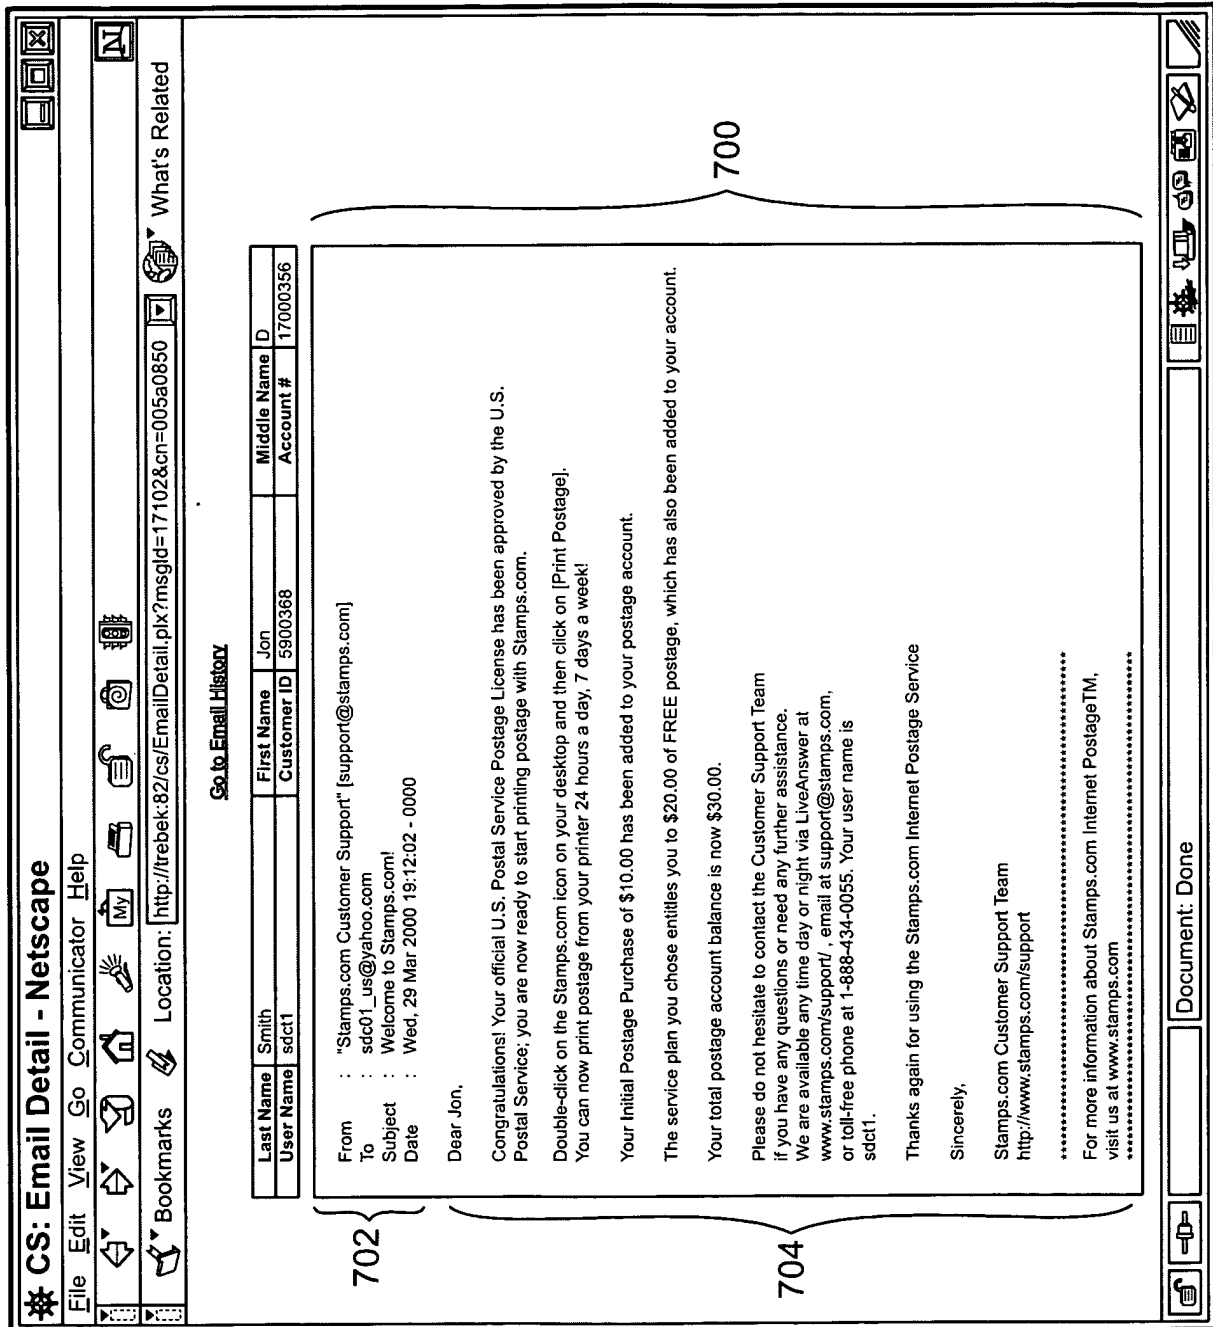 CS: Email Detail - Netscape
File Edit View Go Communicator Help
My
N
Bookmarks Location: http://trebek:82/cs/EmailDetail.plx?msgId=17102&cn=005a0850 What's Related
Go to Email History
Last Name Smith First Name Jon Middle Name D
User Name sdct1 Customer ID 5900368 Account # 17000356
702
From : "Stamps.com Customer Support" [support@stamps.com]
To : sdc01_us@yahoo.com
Subject : Welcome to Stamps.com!
Date : Wed, 29 Mar 2000 19:12:02 - 0000
700
704
Dear Jon,
Congratulations! Your official U.S. Postal Service Postage License has been approved by the U.S.
Postal Service; you are now ready to start printing postage with Stamps.com.
Double-click on the Stamps.com icon on your desktop and then click on [Print Postage].
You can now print postage from your printer 24 hours a day, 7 days a week!
Your Initial Postage Purchase of $10.00 has been added to your postage account.
The service plan you chose entitles you to $20.00 of FREE postage, which has also been added to your account.
Your total postage account balance is now $30.00.
Please do not hesitate to contact the Customer Support Team
if you have any questions or need any further assistance.
We are available any time day or night via LiveAnswer at
www.stamps.com/support/ , email at support@stamps.com,
or toll-free phone at 1-888-434-0055. Your user name is
sdct1.
Thanks again for using the Stamps.com Internet Postage Service
Sincerely,
Stamps.com Customer Support Team
http://www.stamps.com/support
************************************************************
For more information about Stamps.com Internet PostageTM,
visit us at www.stamps.com
************************************************************
Document: Done